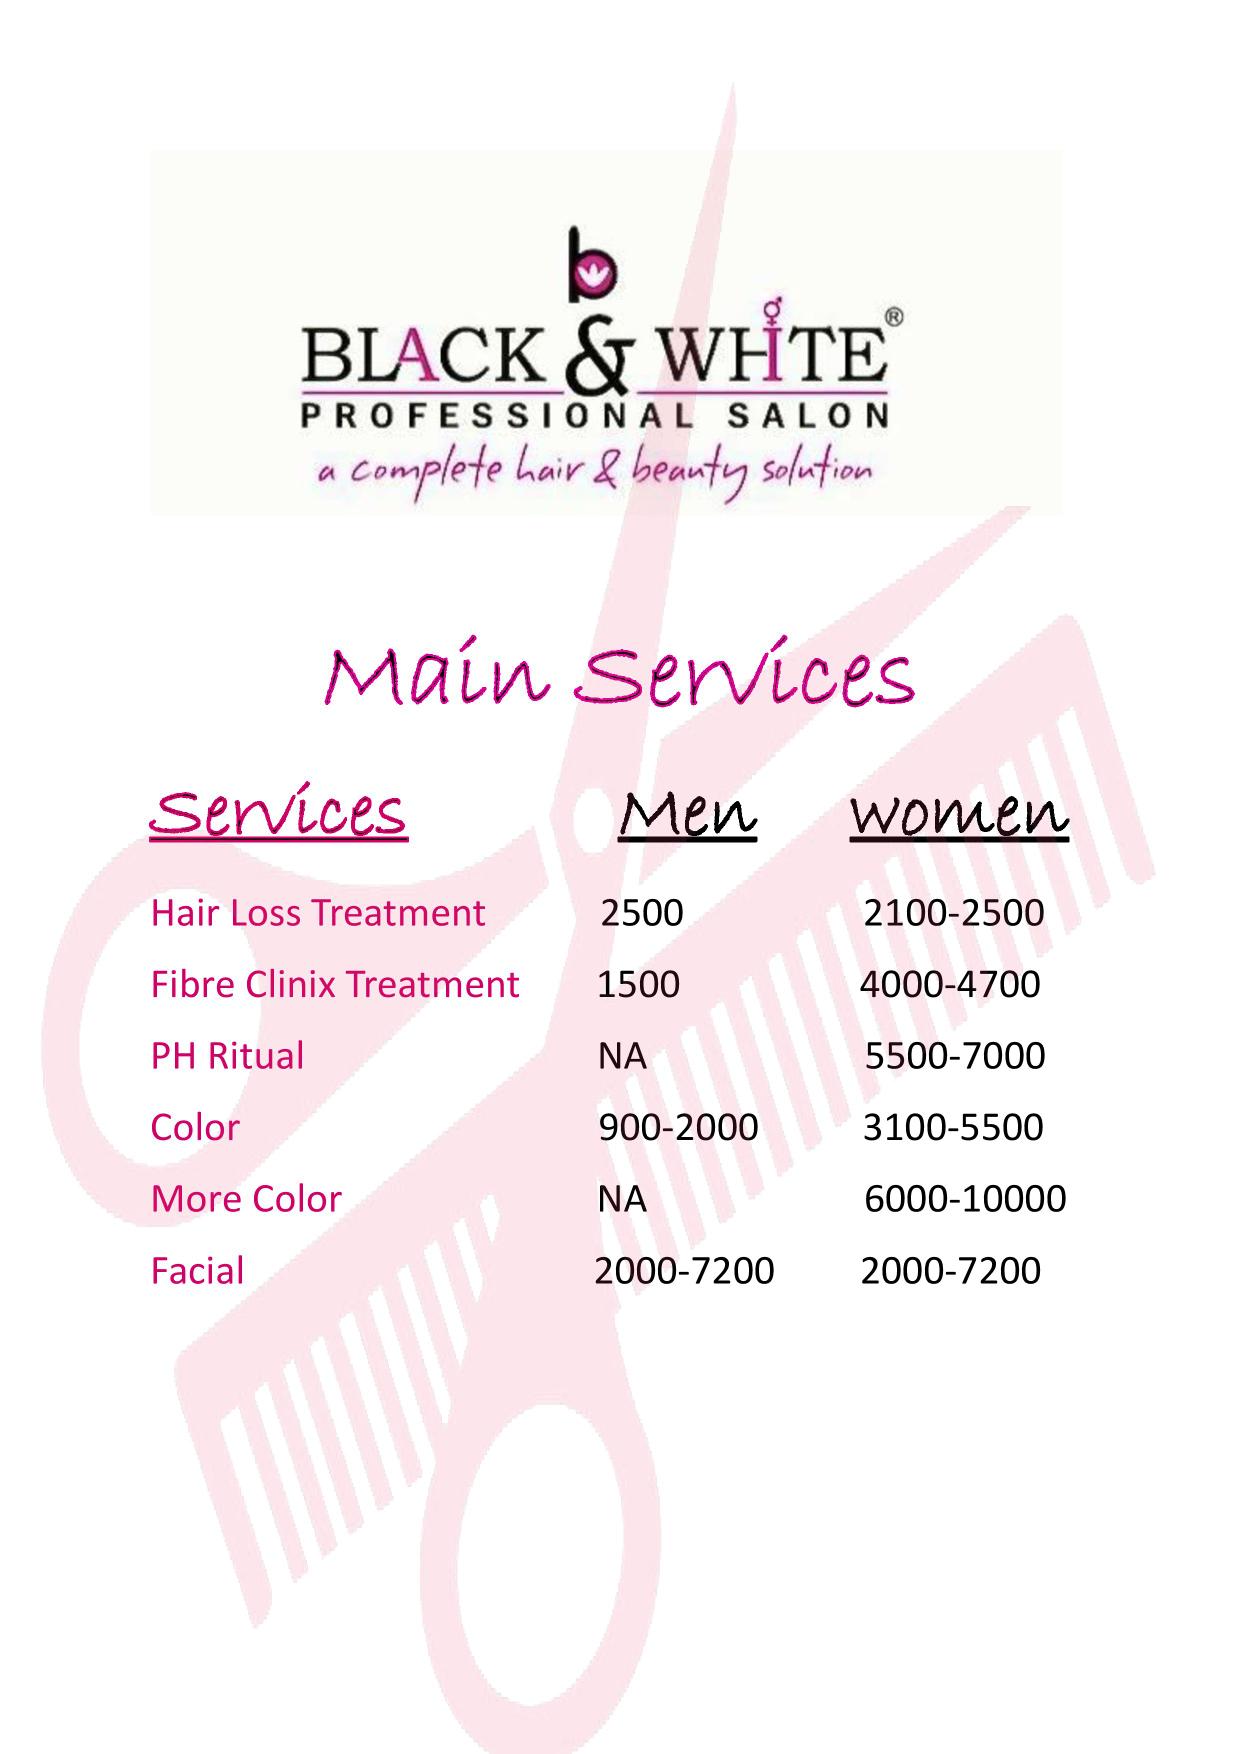 b
BLACK & WHITE®
PROFESSIONAL SALON
a complete hair & beauty solution
Main Services
Services Men women
Hair Loss Treatment 2500 2100-2500
Fibre Clinix Treatment 1500 4000-4700
PH Ritual NA 5500-7000
Color 900-2000 3100-5500
More Color NA 6000-10000
Facial 2000-7200 2000-7200